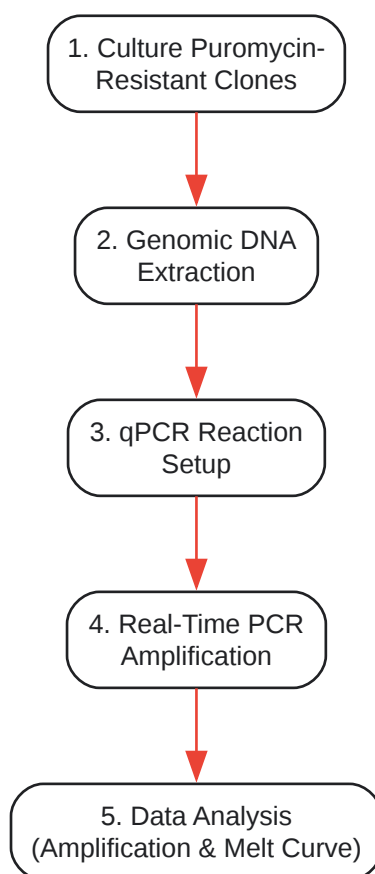 1. Culture Puromycin-
Resistant Clones
2. Genomic DNA
Extraction
3. qPCR Reaction
Setup
4. Real-Time PCR
Amplification
5. Data Analysis
(Amplification & Melt Curve)